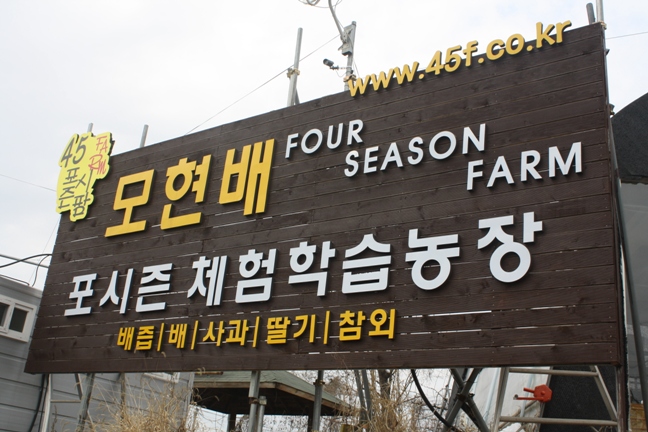 www.45f.co.kr
45
포시즌
팜
모현배 FOUR SEASON FARM
포시즌 체험학습농장
배즙|배|사과|딸기|참외